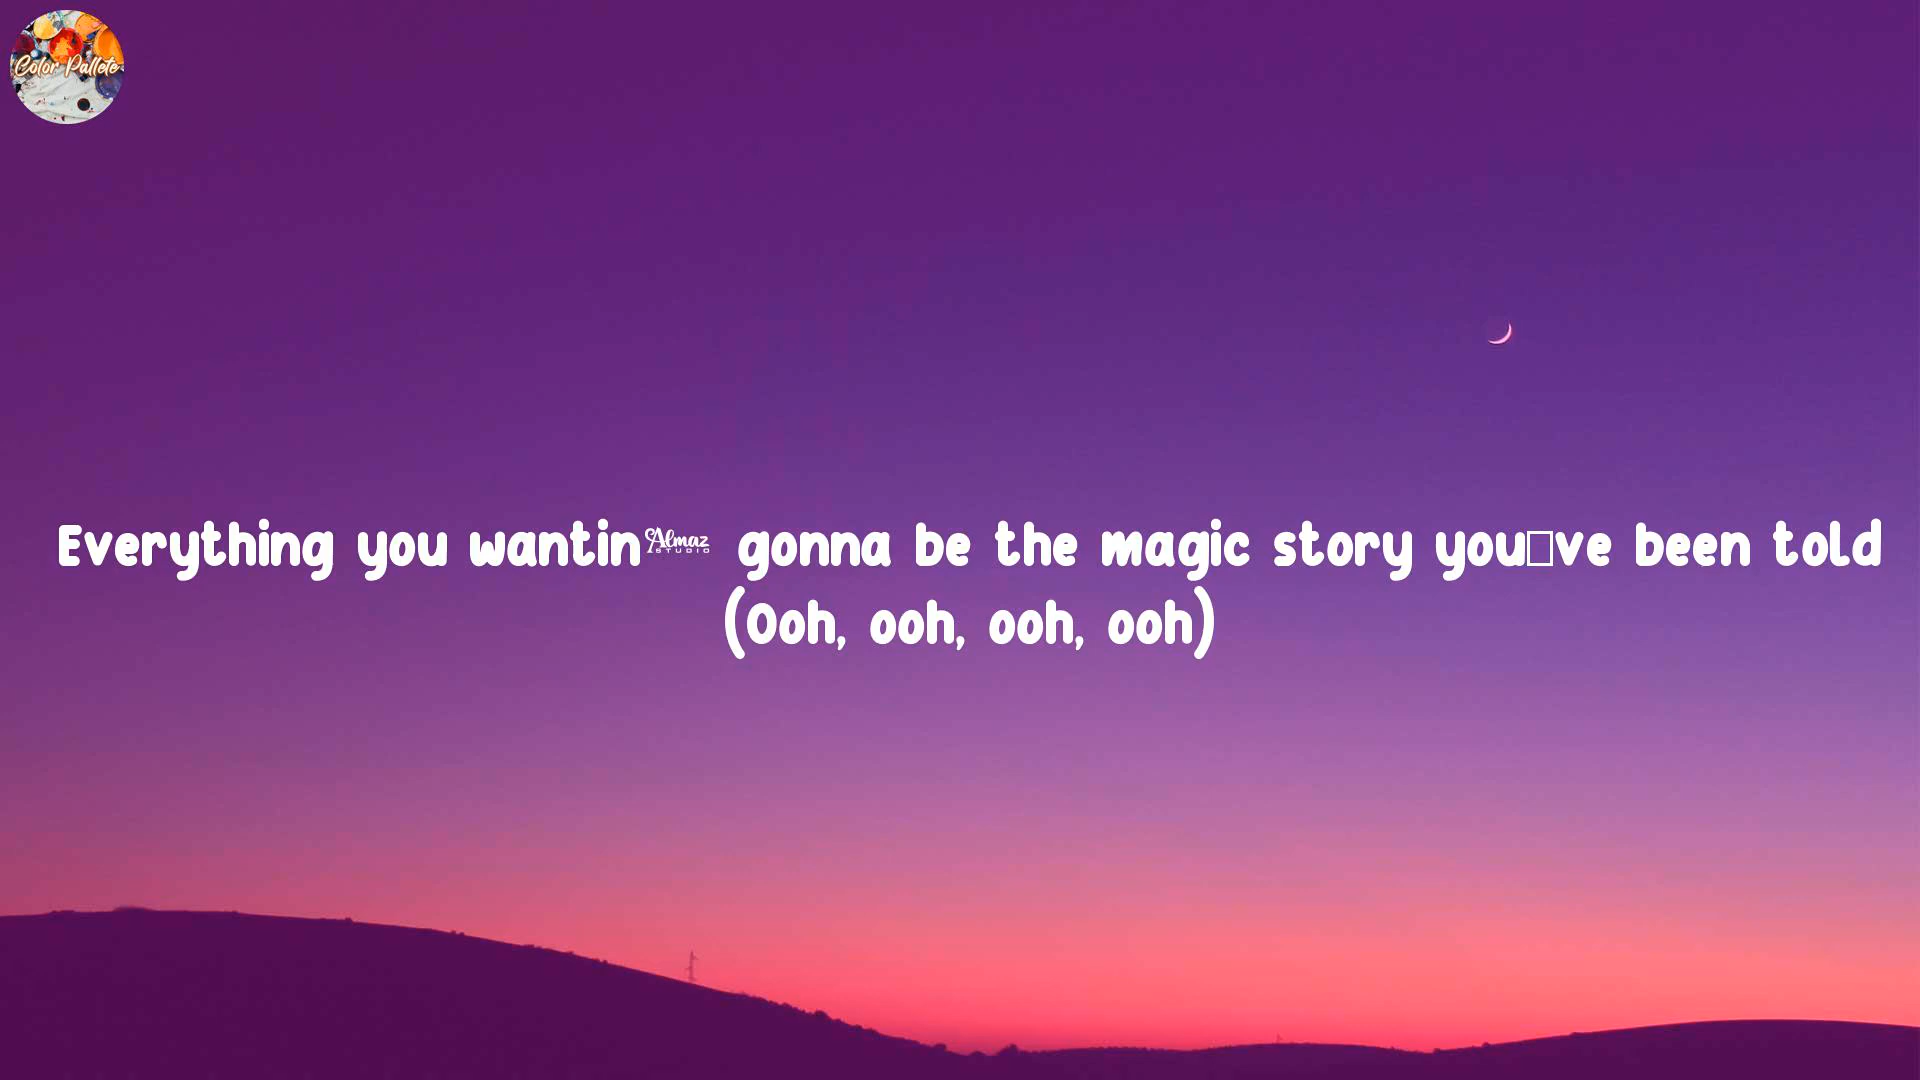 Color Pallete
Everything you wantin Almaz STUDIO gonna be the magic story you▯ve been told
(Ooh, ooh, ooh, ooh)